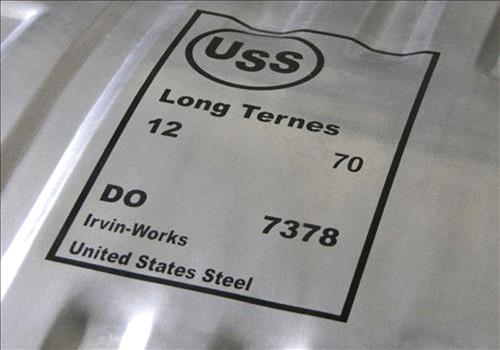 USS
Long Ternes
12
70
DO
7378
Irvin-Works
United States Steel